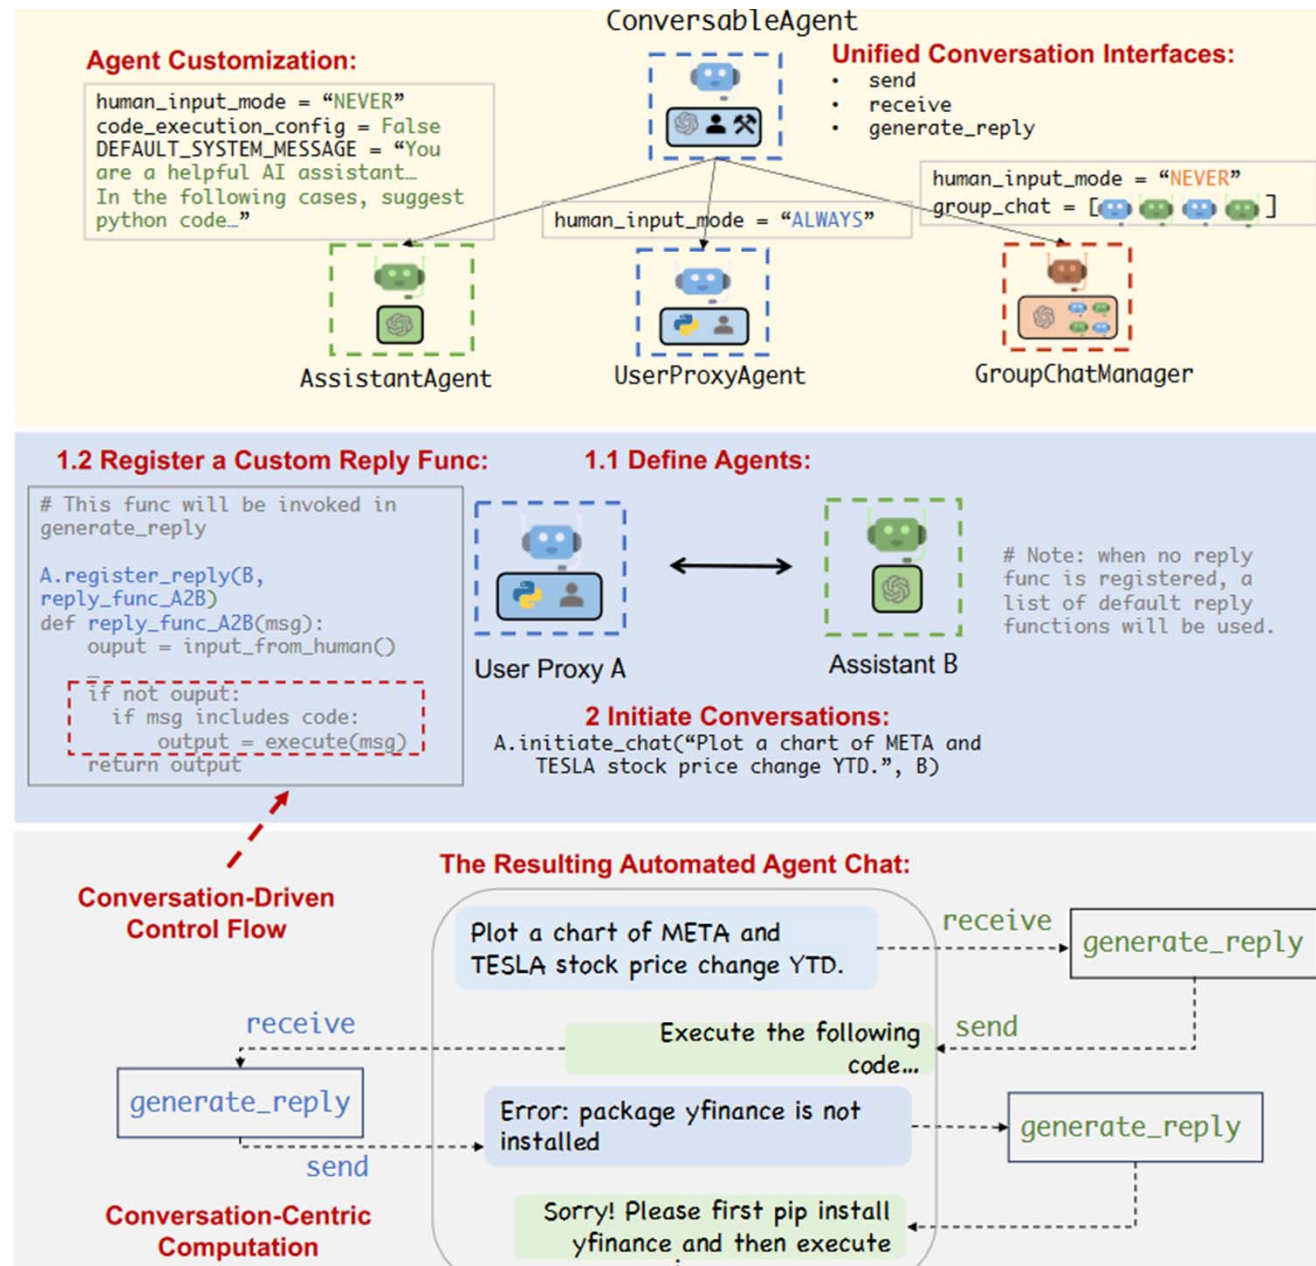 ConversableAgent
Agent Customization:
human_input_mode = “NEVER”
code_execution_config = False
DEFAULT_SYSTEM_MESSAGE = “You
are a helpful AI assistant…
In the following cases, suggest
python code…”
Unified Conversation Interfaces:
• send
• receive
• generate_reply
human_input_mode = “ALWAYS”
human_input_mode = “NEVER”
group_chat = [ ]
AssistantAgent
UserProxyAgent
GroupChatManager
1.2 Register a Custom Reply Func:
# This func will be invoked in
generate_reply
A.register_reply(B,
reply_func_A2B)
def reply_func_A2B(msg):
ouput = input_from_human()
…
if not ouput:
if msg includes code:
output = execute(msg)
return output
1.1 Define Agents:
User Proxy A
Assistant B
# Note: when no reply
func is registered, a
list of default reply
functions will be used.
2 Initiate Conversations:
A.initiate_chat(“Plot a chart of META and
TESLA stock price change YTD.”, B)
Conversation-Driven
Control Flow
The Resulting Automated Agent Chat:
Plot a chart of META and
TESLA stock price change YTD.
receive
generate_reply
send
Execute the following
code…
receive
generate_reply
send
Error: package yfinance is not
installed
generate_reply
Sorry! Please first pip install
yfinance and then execute
Conversation-Centric
Computation